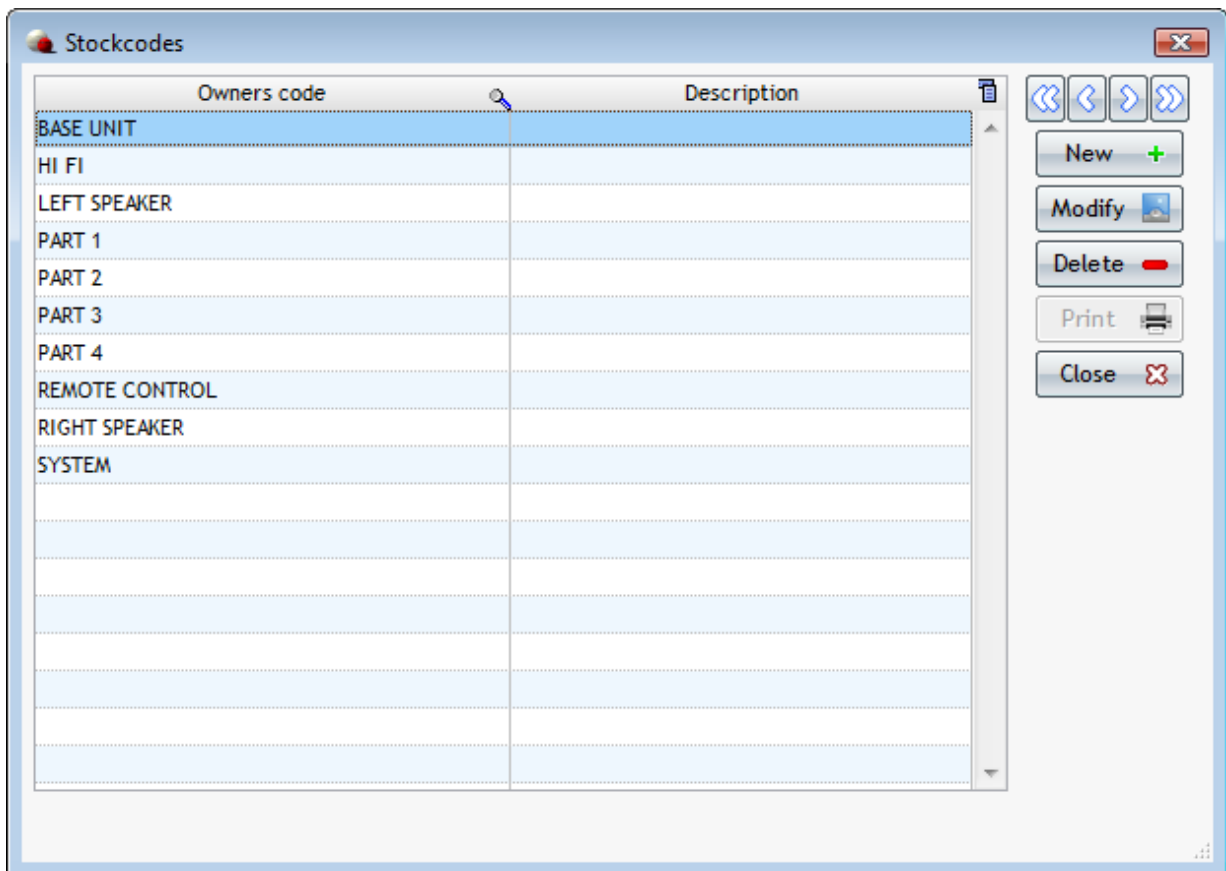 Stockcodes
Owners code Description
BASE UNIT
HI FI
LEFT SPEAKER
PART 1
PART 2
PART 3
PART 4
REMOTE CONTROL
RIGHT SPEAKER
SYSTEM
New
Modify
Delete
Print
Close